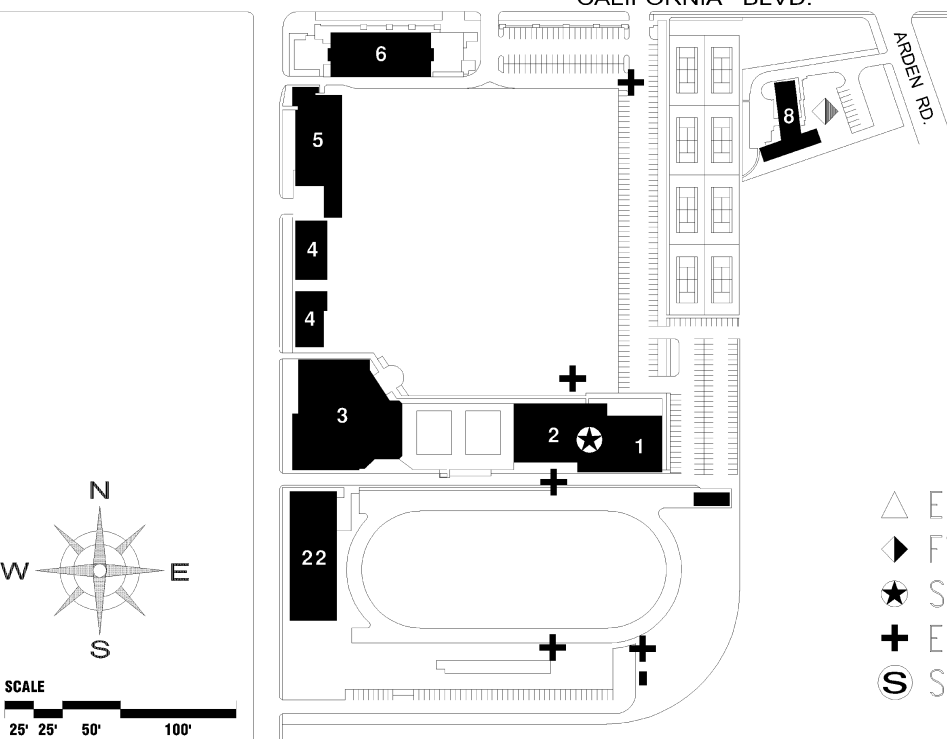 CALIFORNIA BLVD.
6
ARDEN RD.
8
5
4
4
3
2
1
N
W E
S
22
E
F
S
E
S S
SCALE
25' 25' 50' 100'